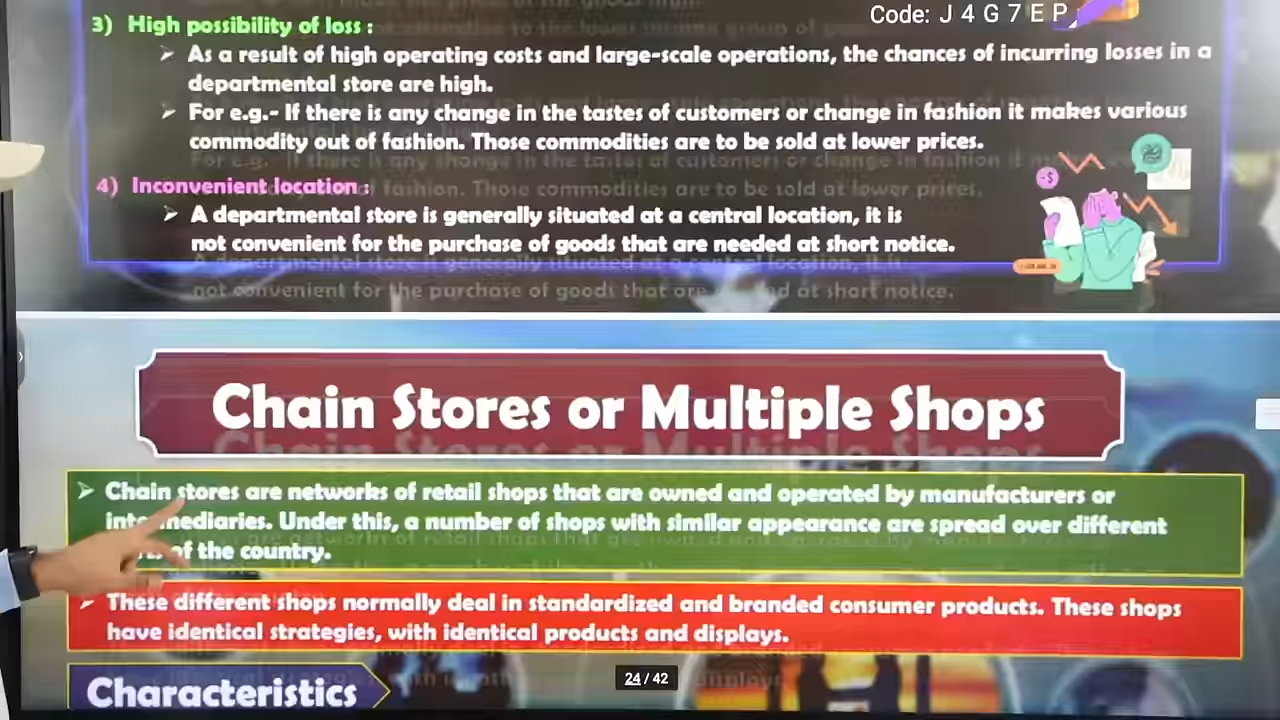 Code: J 4 G 7 E P
3) High possibility of loss :
➢ As a result of high operating costs and large-scale operations, the chances of incurring losses in a
departmental store are high.
➢ For e.g.- If there is any change in the tastes of customers or change in fashion it makes various
commodity out of fashion. Those commodities are to be sold at lower prices.
4) Inconvenient location :
➢ A departmental store is generally situated at a central location, it is
not convenient for the purchase of goods that are needed at short notice.
Chain Stores or Multiple Shops
➢ Chain stores are networks of retail shops that are owned and operated by manufacturers or
Under this, a number of shops with similar appearance are spread over different
of the country.
➢ These different shops normally deal in standardized and branded consumer products. These shops
have identical strategies, with identical products and displays.
Characteristics
24 / 42